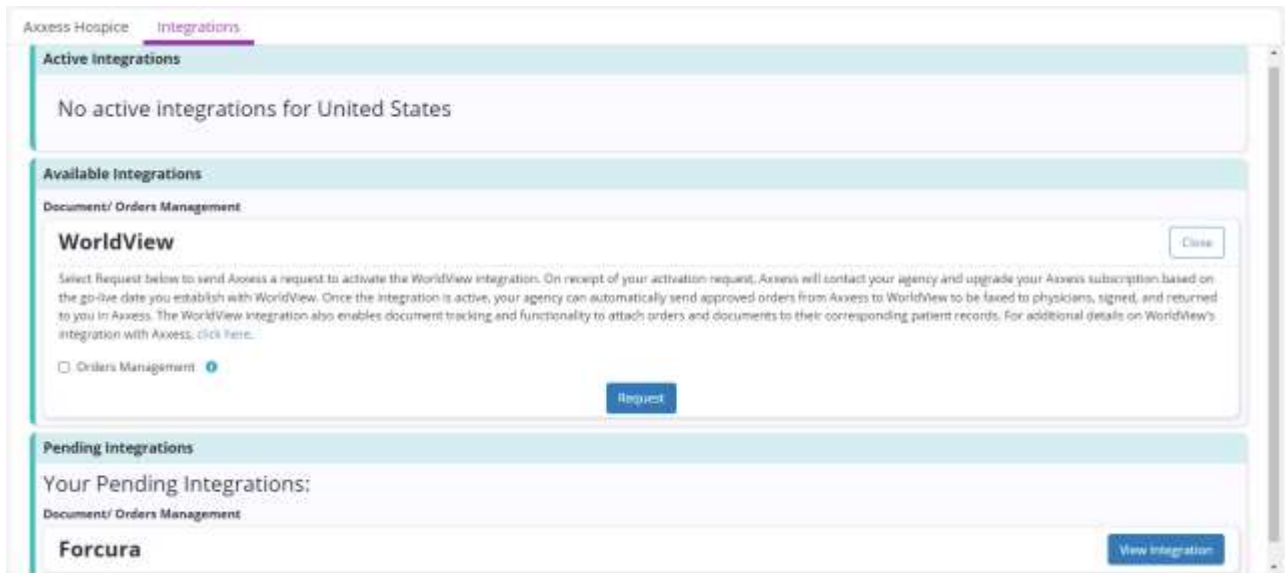 Axxess Hospice Integrations
Active Integrations
No active integrations for United States
Available Integrations
Document/ Orders Management
WorldView
Close
Select Request below to send Axxess a request to activate the WorldView integration. On receipt of your activation request, Axxess will contact your agency and upgrade your Axxess subscription based on
the go-live date you establish with WorldView. Once the integration is active, your agency can automatically send approved orders from Axxess to WorldView to be faxed to physicians, signed, and returned
to you in Axxess. The WorldView integration also enables document tracking and functionality to attach orders and documents to their corresponding patient records. For additional details on WorldView's
integration with Axxess, click here.
Orders Management
Request
Pending Integrations
Your Pending Integrations:
Document/ Orders Management
Forcura
View Integration